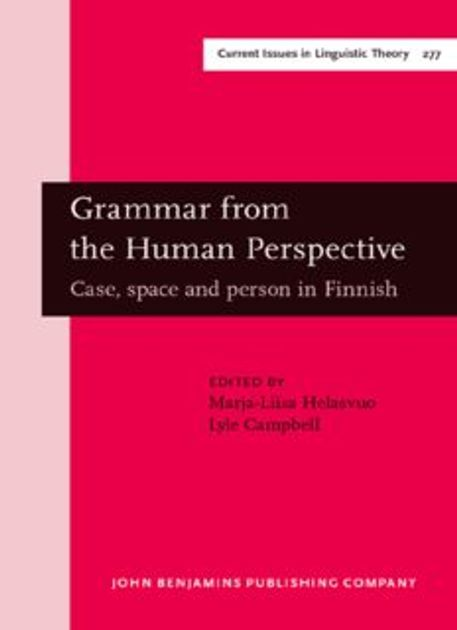 Current Issues in Linguistic Theory 277
Grammar from
the Human Perspective
Case, space and person in Finnish
EDITED BY
Marja-Liisa Helasvuo
Lyle Campbell
JOHN BENJAMINS PUBLISHING COMPANY